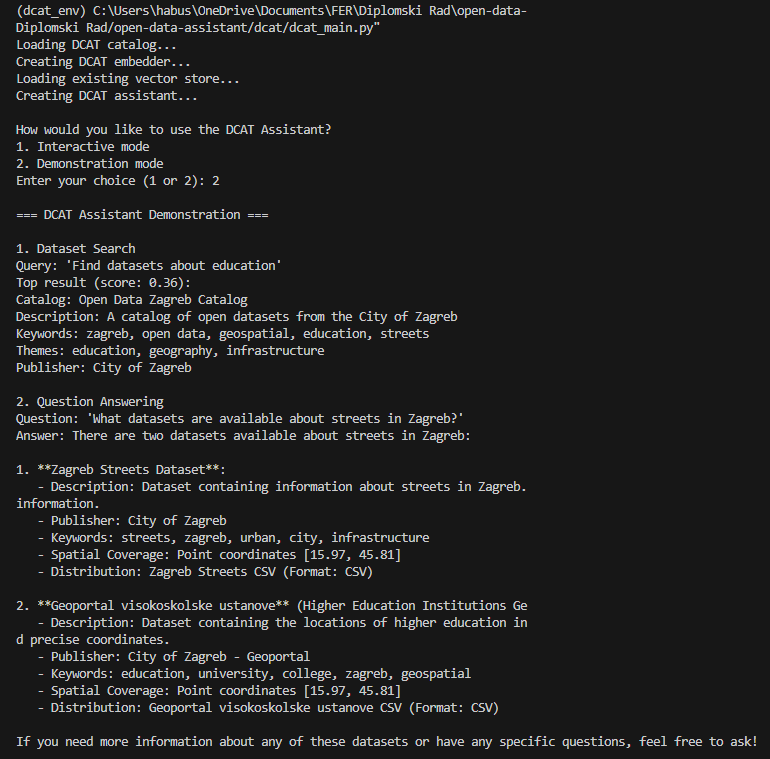 (dcat_env) C:\Users\habus\OneDrive\Documents\FER\Diplomski Rad\open-data-
Diplomski Rad/open-data-assistant/dcat/dcat_main.py"
Loading DCAT catalog...
Creating DCAT embedder...
Loading existing vector store...
Creating DCAT assistant...

How would you like to use the DCAT Assistant?
1. Interactive mode
2. Demonstration mode
Enter your choice (1 or 2): 2

=== DCAT Assistant Demonstration ===

1. Dataset Search
Query: 'Find datasets about education'
Top result (score: 0.36):
Catalog: Open Data Zagreb Catalog
Description: A catalog of open datasets from the City of Zagreb
Keywords: zagreb, open data, geospatial, education, streets
Themes: education, geography, infrastructure
Publisher: City of Zagreb

2. Question Answering
Question: 'What datasets are available about streets in Zagreb?'
Answer: There are two datasets available about streets in Zagreb:

1. **Zagreb Streets Dataset**:
   - Description: Dataset containing information about streets in Zagreb.
information.
   - Publisher: City of Zagreb
   - Keywords: streets, zagreb, urban, city, infrastructure
   - Spatial Coverage: Point coordinates [15.97, 45.81]
   - Distribution: Zagreb Streets CSV (Format: CSV)

2. **Geoportal visokoskolske ustanove** (Higher Education Institutions Ge
   - Description: Dataset containing the locations of higher education in
d precise coordinates.
   - Publisher: City of Zagreb - Geoportal
   - Keywords: education, university, college, zagreb, geospatial
   - Spatial Coverage: Point coordinates [15.97, 45.81]
   - Distribution: Geoportal visokoskolske ustanove CSV (Format: CSV)

If you need more information about any of these datasets or have any specific questions, feel free to ask!